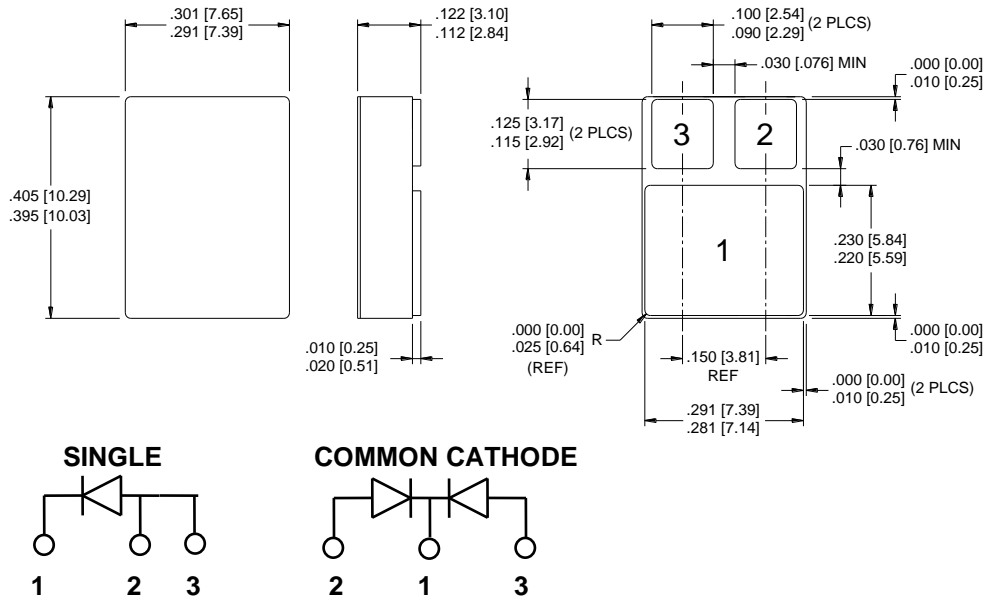 .301 [7.65]
.291 [7.39]
.122 [3.10]
.112 [2.84]
.100 [2.54]
.090 [2.29]
(2 PLCS)
.030 [.076] MIN
.000 [0.00]
.010 [0.25]
.125 [3.17]
.115 [2.92]
(2 PLCS)
3
2
.030 [0.76] MIN
.405 [10.29]
.395 [10.03]
1
.230 [5.84]
.220 [5.59]
.010 [0.25]
.020 [0.51]
.000 [0.00]
.025 [0.64]
R
(REF)
.150 [3.81]
REF
.000 [0.00]
.010 [0.25]
.000 [0.00]
.010 [0.25]
(2 PLCS)
.291 [7.39]
.281 [7.14]
SINGLE
1 2 3
COMMON CATHODE
2 1 3